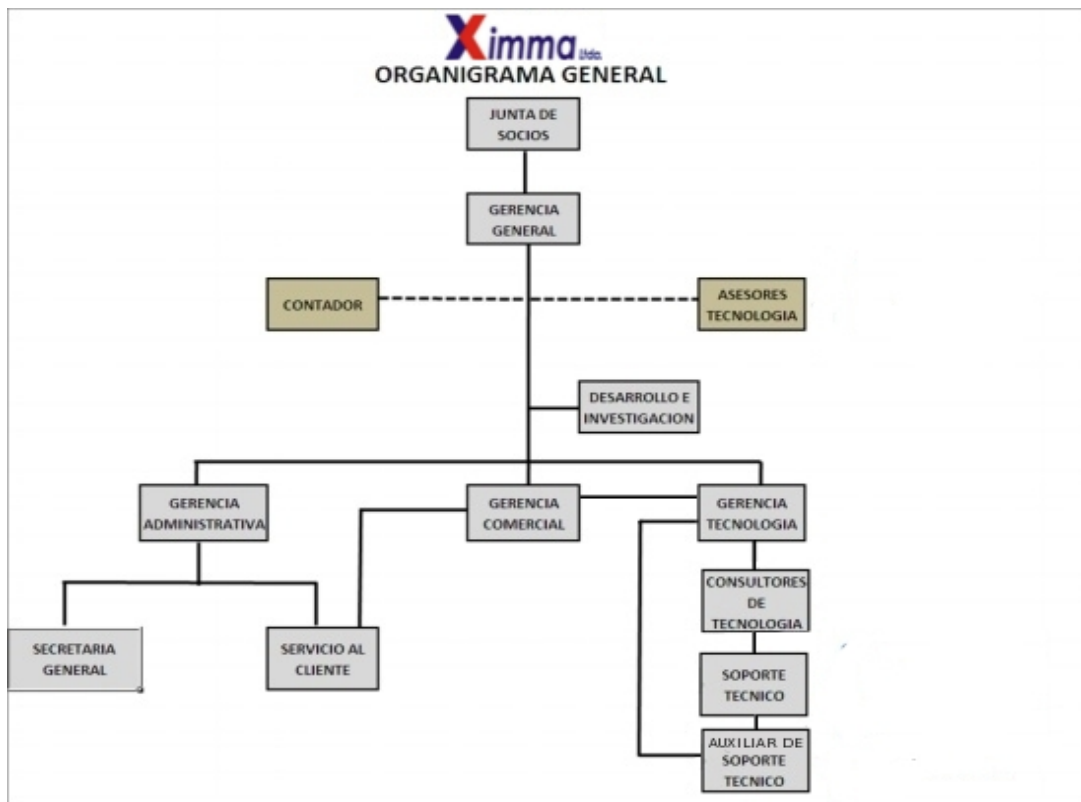 Ximma Ltda.
ORGANIGRAMA GENERAL
JUNTA DE
SOCIOS
GERENCIA
GENERAL
CONTADOR
ASESORES
TECNOLOGIA
DESARROLLO E
INVESTIGACION
GERENCIA
ADMINISTRATIVA
GERENCIA
COMERCIAL
GERENCIA
TECNOLOGIA
CONSULTORES
DE
TECNOLOGIA
SECRETARIA
GENERAL
SERVICIO AL
CLIENTE
SOPORTE
TECNICO
AUXILIAR DE
SOPORTE
TECNICO